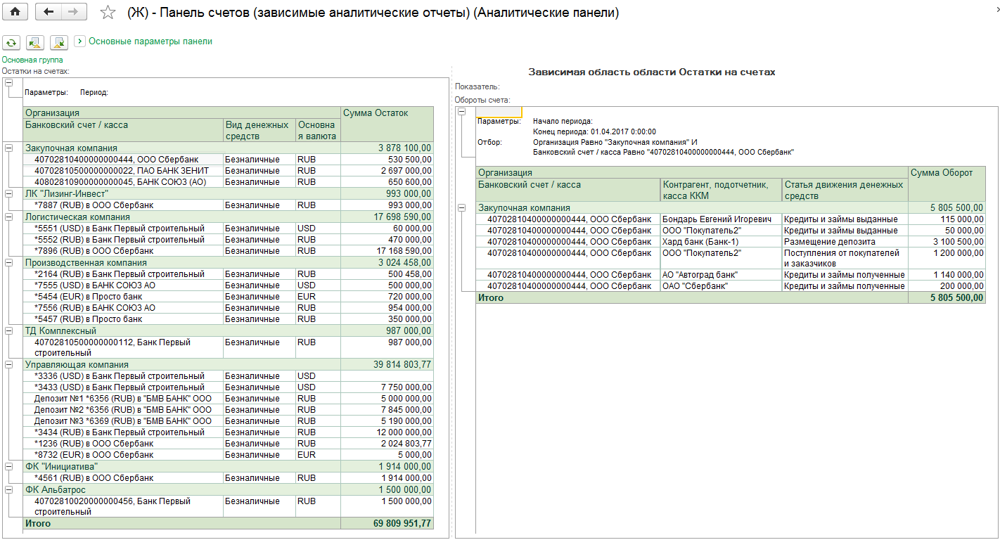 (Ж) - Панель счетов (зависимые аналитические отчеты) (Аналитические панели)
Основные параметры панели
Основная группа
Остатки на счетах:
Параметры: Период:
Организация Сумма Остаток
Банковский счет / касса Вид денежных средств Основная валюта
Закупочная компания 3 878 100,00
40702810400000000444, ООО Сбербанк Безналичные RUB 530 500,00
40702810500000000022, ПАО БАНК ЗЕНИТ Безналичные RUB 2 697 000,00
40802810900000000045, БАНК СОЮЗ (АО) Безналичные RUB 650 600,00
ЛК "Лизинг-Инвест" 993 000,00
*7887 (RUB) в ООО Сбербанк Безналичные RUB 993 000,00
Логистическая компания 17 698 590,00
*5551 (USD) в Банк Первый строительный Безналичные USD 60 000,00
*5552 (RUB) в Банк Первый строительный Безналичные RUB 470 000,00
*7896 (RUB) в ООО Сбербанк Безналичные RUB 17 168 590,00
Производственная компания 3 024 458,00
*2164 (RUB) в Банк Первый строительный Безналичные RUB 500 458,00
*7555 (USD) в БАНК СОЮЗ АО Безналичные USD 500 000,00
*5454 (EUR) в Просто банк Безналичные EUR 720 000,00
*7556 (RUB) в БАНК СОЮЗ АО Безналичные RUB 954 000,00
*5457 (RUB) в Просто банк Безналичные RUB 350 000,00
ТД Комплексный 987 000,00
40702810500000000112, Банк Первый Безналичные RUB 987 000,00
строительный
Управляющая компания 39 814 803,77
*3336 (USD) в Банк Первый строительный Безналичные USD
*3433 (USD) в Банк Первый строительный Безналичные USD 7 750 000,00
Депозит №1 *6356 (RUB) в "БМВ БАНК" ООО Безналичные RUB 5 000 000,00
Депозит №2 *6356 (RUB) в "БМВ БАНК" ООО Безналичные RUB 7 845 000,00
Депозит №3 *6369 (RUB) в "БМВ БАНК" ООО Безналичные RUB 5 190 000,00
*3434 (RUB) в Банк Первый строительный Безналичные RUB 12 000 000,00
*1236 (RUB) в ООО Сбербанк Безналичные RUB 2 024 803,77
*8732 (EUR) в ООО Сбербанк Безналичные EUR 5 000,00
ФК "Инициатива" 1 914 000,00
*4561 (RUB) в ООО Сбербанк Безналичные RUB 1 914 000,00
ФК Альбатрос 1 500 000,00
40702810020000000456, Банк Первый Безналичные RUB 1 500 000,00
строительный
Итого 69 809 951,77
Зависимая область области Остатки на счетах
Показатель:
Обороты счета:
Параметры: Начало периода:
Конец периода: 01.04.2017 0:00:00
Отбор: Организация Равно "Закупочная компания" И
Банковский счет / касса Равно "40702810400000000444, ООО Сбербанк"
Организация Сумма Оборот
Банковский счет / касса Контрагент, подотчетник, Статья движения денежных
касса ККМ средств
Закупочная компания 5 805 500,00
40702810400000000444, ООО Сбербанк Бондарь Евгений Игоревич Кредиты и займы выданные 115 000,00
40702810400000000444, ООО Сбербанк ООО "Покупатель2" Кредиты и займы выданные 50 000,00
40702810400000000444, ООО Сбербанк Хард банк (Банк-1) Размещение депозита 3 100 500,00
40702810400000000444, ООО Сбербанк ООО "Покупатель2" Поступления от покупателей 1 200 000,00
и заказчиков
40702810400000000444, ООО Сбербанк АО "Автоград банк" Кредиты и займы полученные 1 140 000,00
40702810400000000444, ООО Сбербанк ОАО "Сбербанк" Кредиты и займы полученные 200 000,00
Итого 5 805 500,00